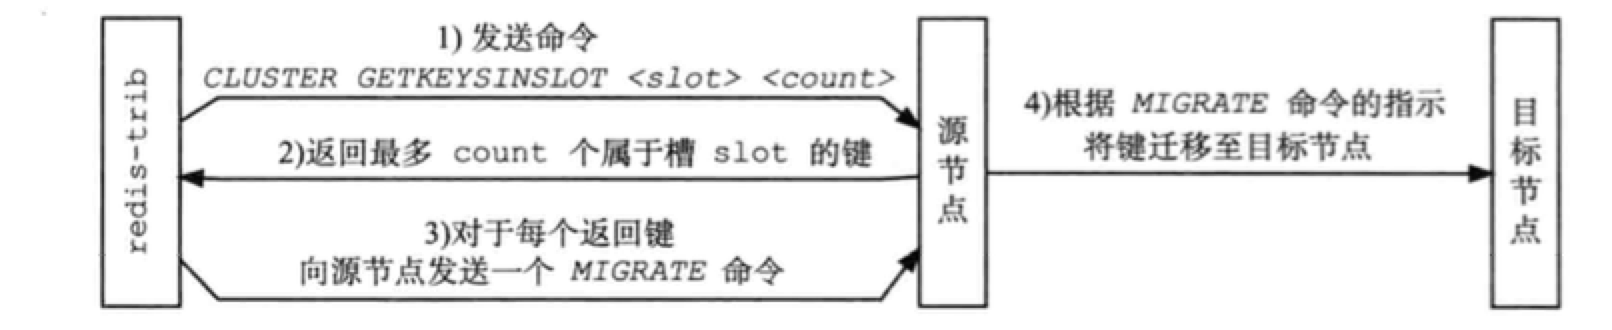 redis-trib
1) 发送命令
CLUSTER GETKEYSINSLOT <slot> <count>
2)返回最多 count 个属于槽 slot 的键
3)对于每个返回键
向源节点发送一个 MIGRATE 命令
源节点
4)根据 MIGRATE 命令的指示
将键迁移至目标节点
目标节点